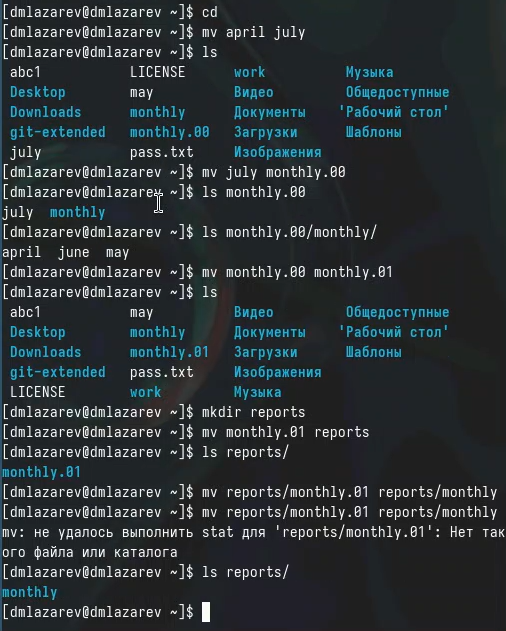 [dmlazarev@dmlazarev ~]$ cd
[dmlazarev@dmlazarev ~]$ mv april july
[dmlazarev@dmlazarev ~]$ ls
abc1 LICENSE work Музыка
Desktop may Видео Общедоступные
Downloads monthly Документы 'Рабочий стол'
git-extended monthly.00 Загрузки Шаблоны
july pass.txt Изображения
[dmlazarev@dmlazarev ~]$ mv july monthly.00
[dmlazarev@dmlazarev ~]$ ls monthly.00
july monthly
[dmlazarev@dmlazarev ~]$ ls monthly.00/monthly/
april june may
[dmlazarev@dmlazarev ~]$ mv monthly.00 monthly.01
[dmlazarev@dmlazarev ~]$ ls
abc1 may Видео Общедоступные
Desktop monthly Документы 'Рабочий стол'
Downloads monthly.01 Загрузки Шаблоны
git-extended pass.txt Изображения
LICENSE work Музыка
[dmlazarev@dmlazarev ~]$ mkdir reports
[dmlazarev@dmlazarev ~]$ mv monthly.01 reports
[dmlazarev@dmlazarev ~]$ ls reports/
monthly.01
[dmlazarev@dmlazarev ~]$ mv reports/monthly.01 reports/monthly
[dmlazarev@dmlazarev ~]$ mv reports/monthly.01 reports/monthly
mv: не удалось выполнить stat для 'reports/monthly.01': Нет так
ого файла или каталога
[dmlazarev@dmlazarev ~]$ ls reports/
monthly
[dmlazarev@dmlazarev ~]$